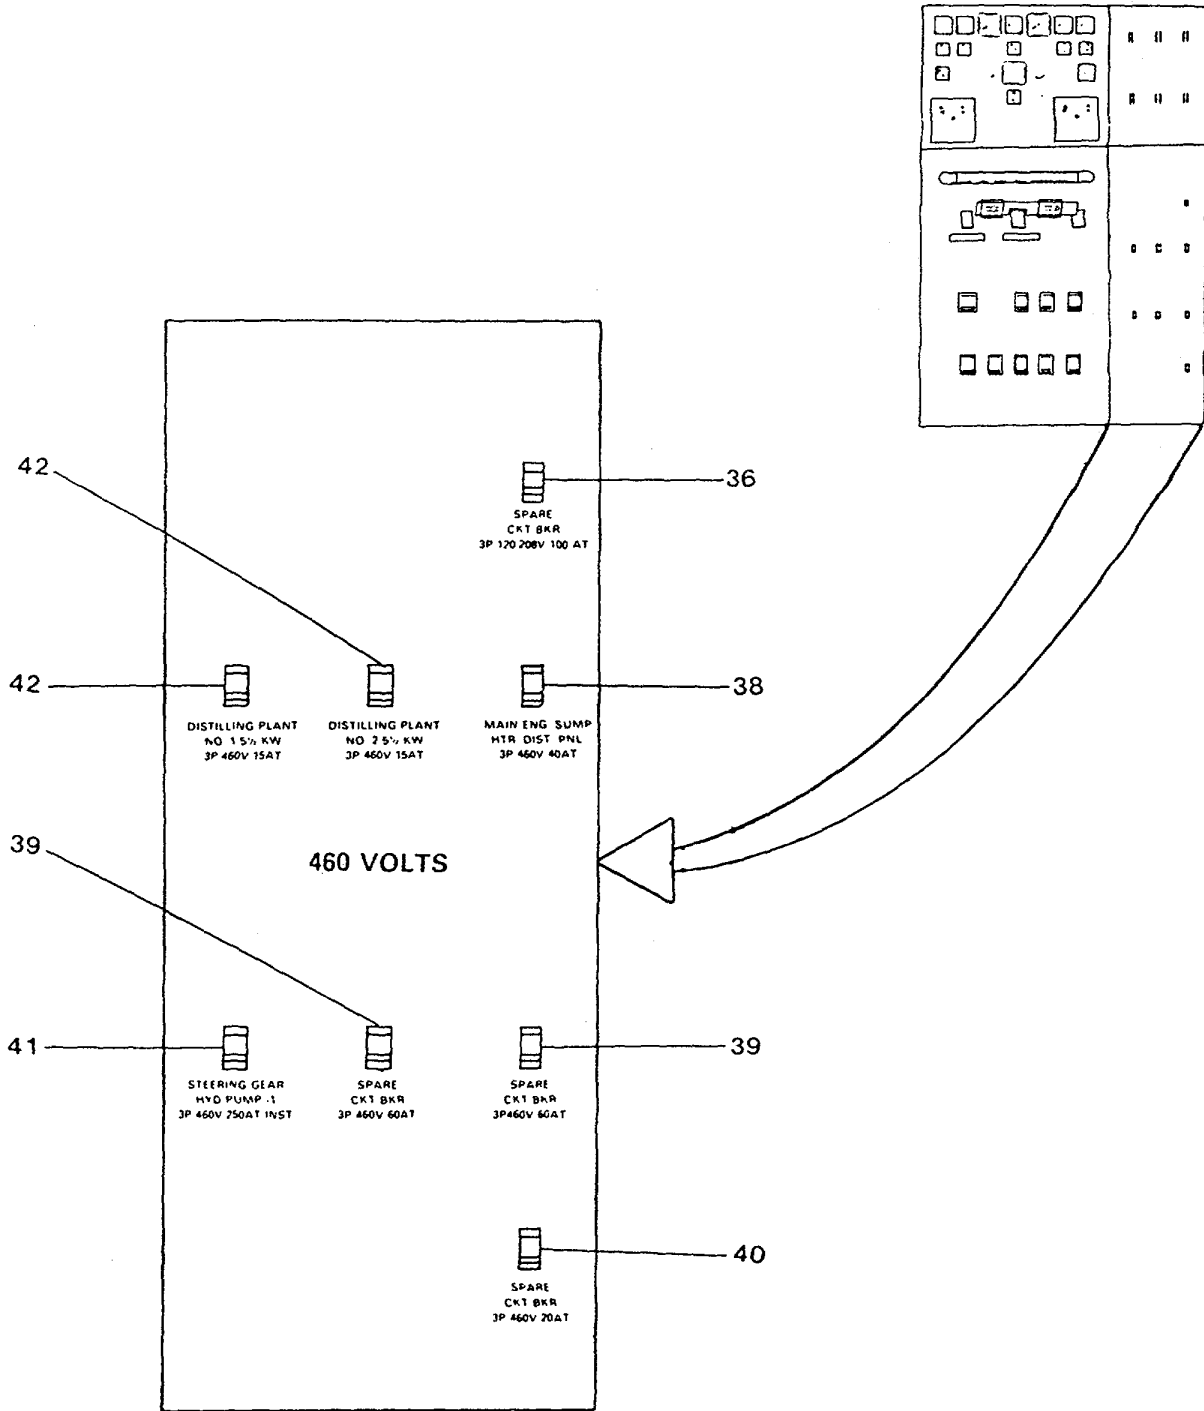 42
36
SPARE
CKT BKR
3P 120 208V 100 AT
42
38
DISTILLING PLANT
NO. 1 5½ KW
3P 460V 15AT
DISTILLING PLANT
NO. 2 5½ KW
3P 460V 15AT
MAIN ENG SUMP
HTR DIST PNL
3P 460V 40AT
39
460 VOLTS
41
39
STEERING GEAR
HYD PUMP -1
3P 460V 250AT INST
SPARE
CKT BKR
3P 460V 60AT
SPARE
CKT BKR
3P460V 60AT
40
SPARE
CKT BKR
3P 460V 20AT